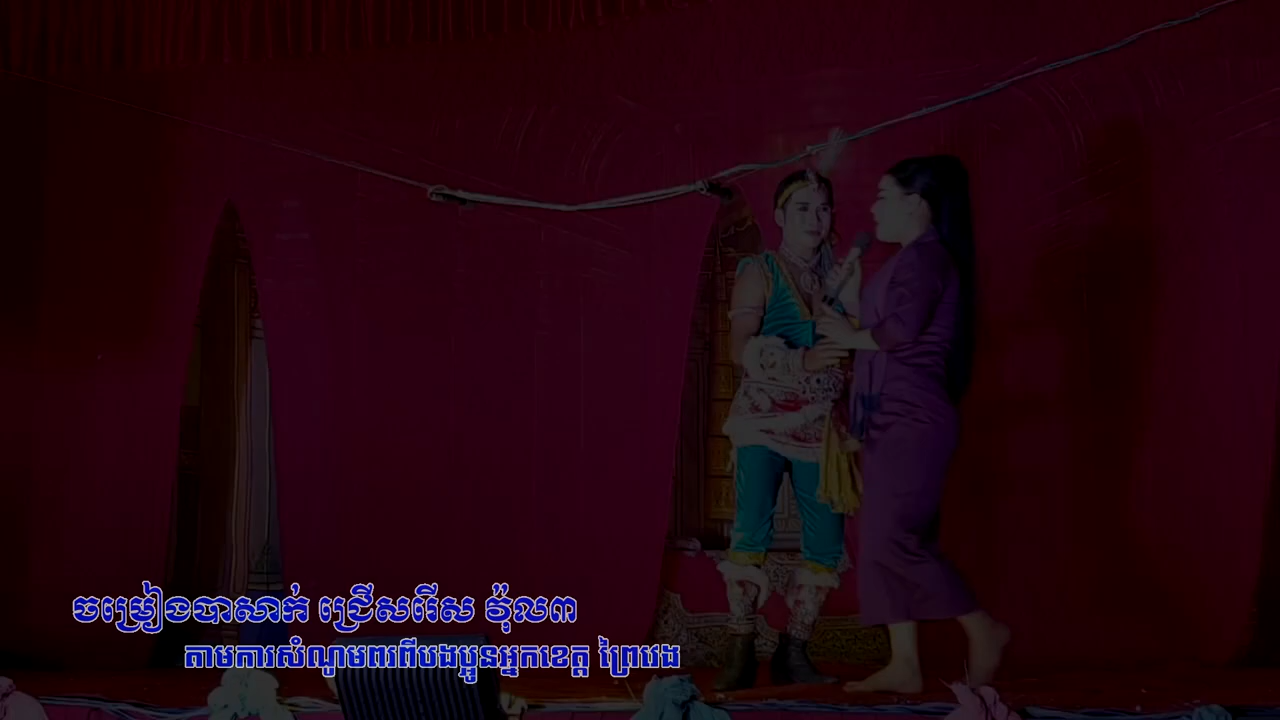 ចម្រៀងបាសាក់ ជ្រើសរើស វ៉ុល៣
តាមការសំណូមពរពីបងប្អូនអ្នកខេត្ត ព្រៃវែង